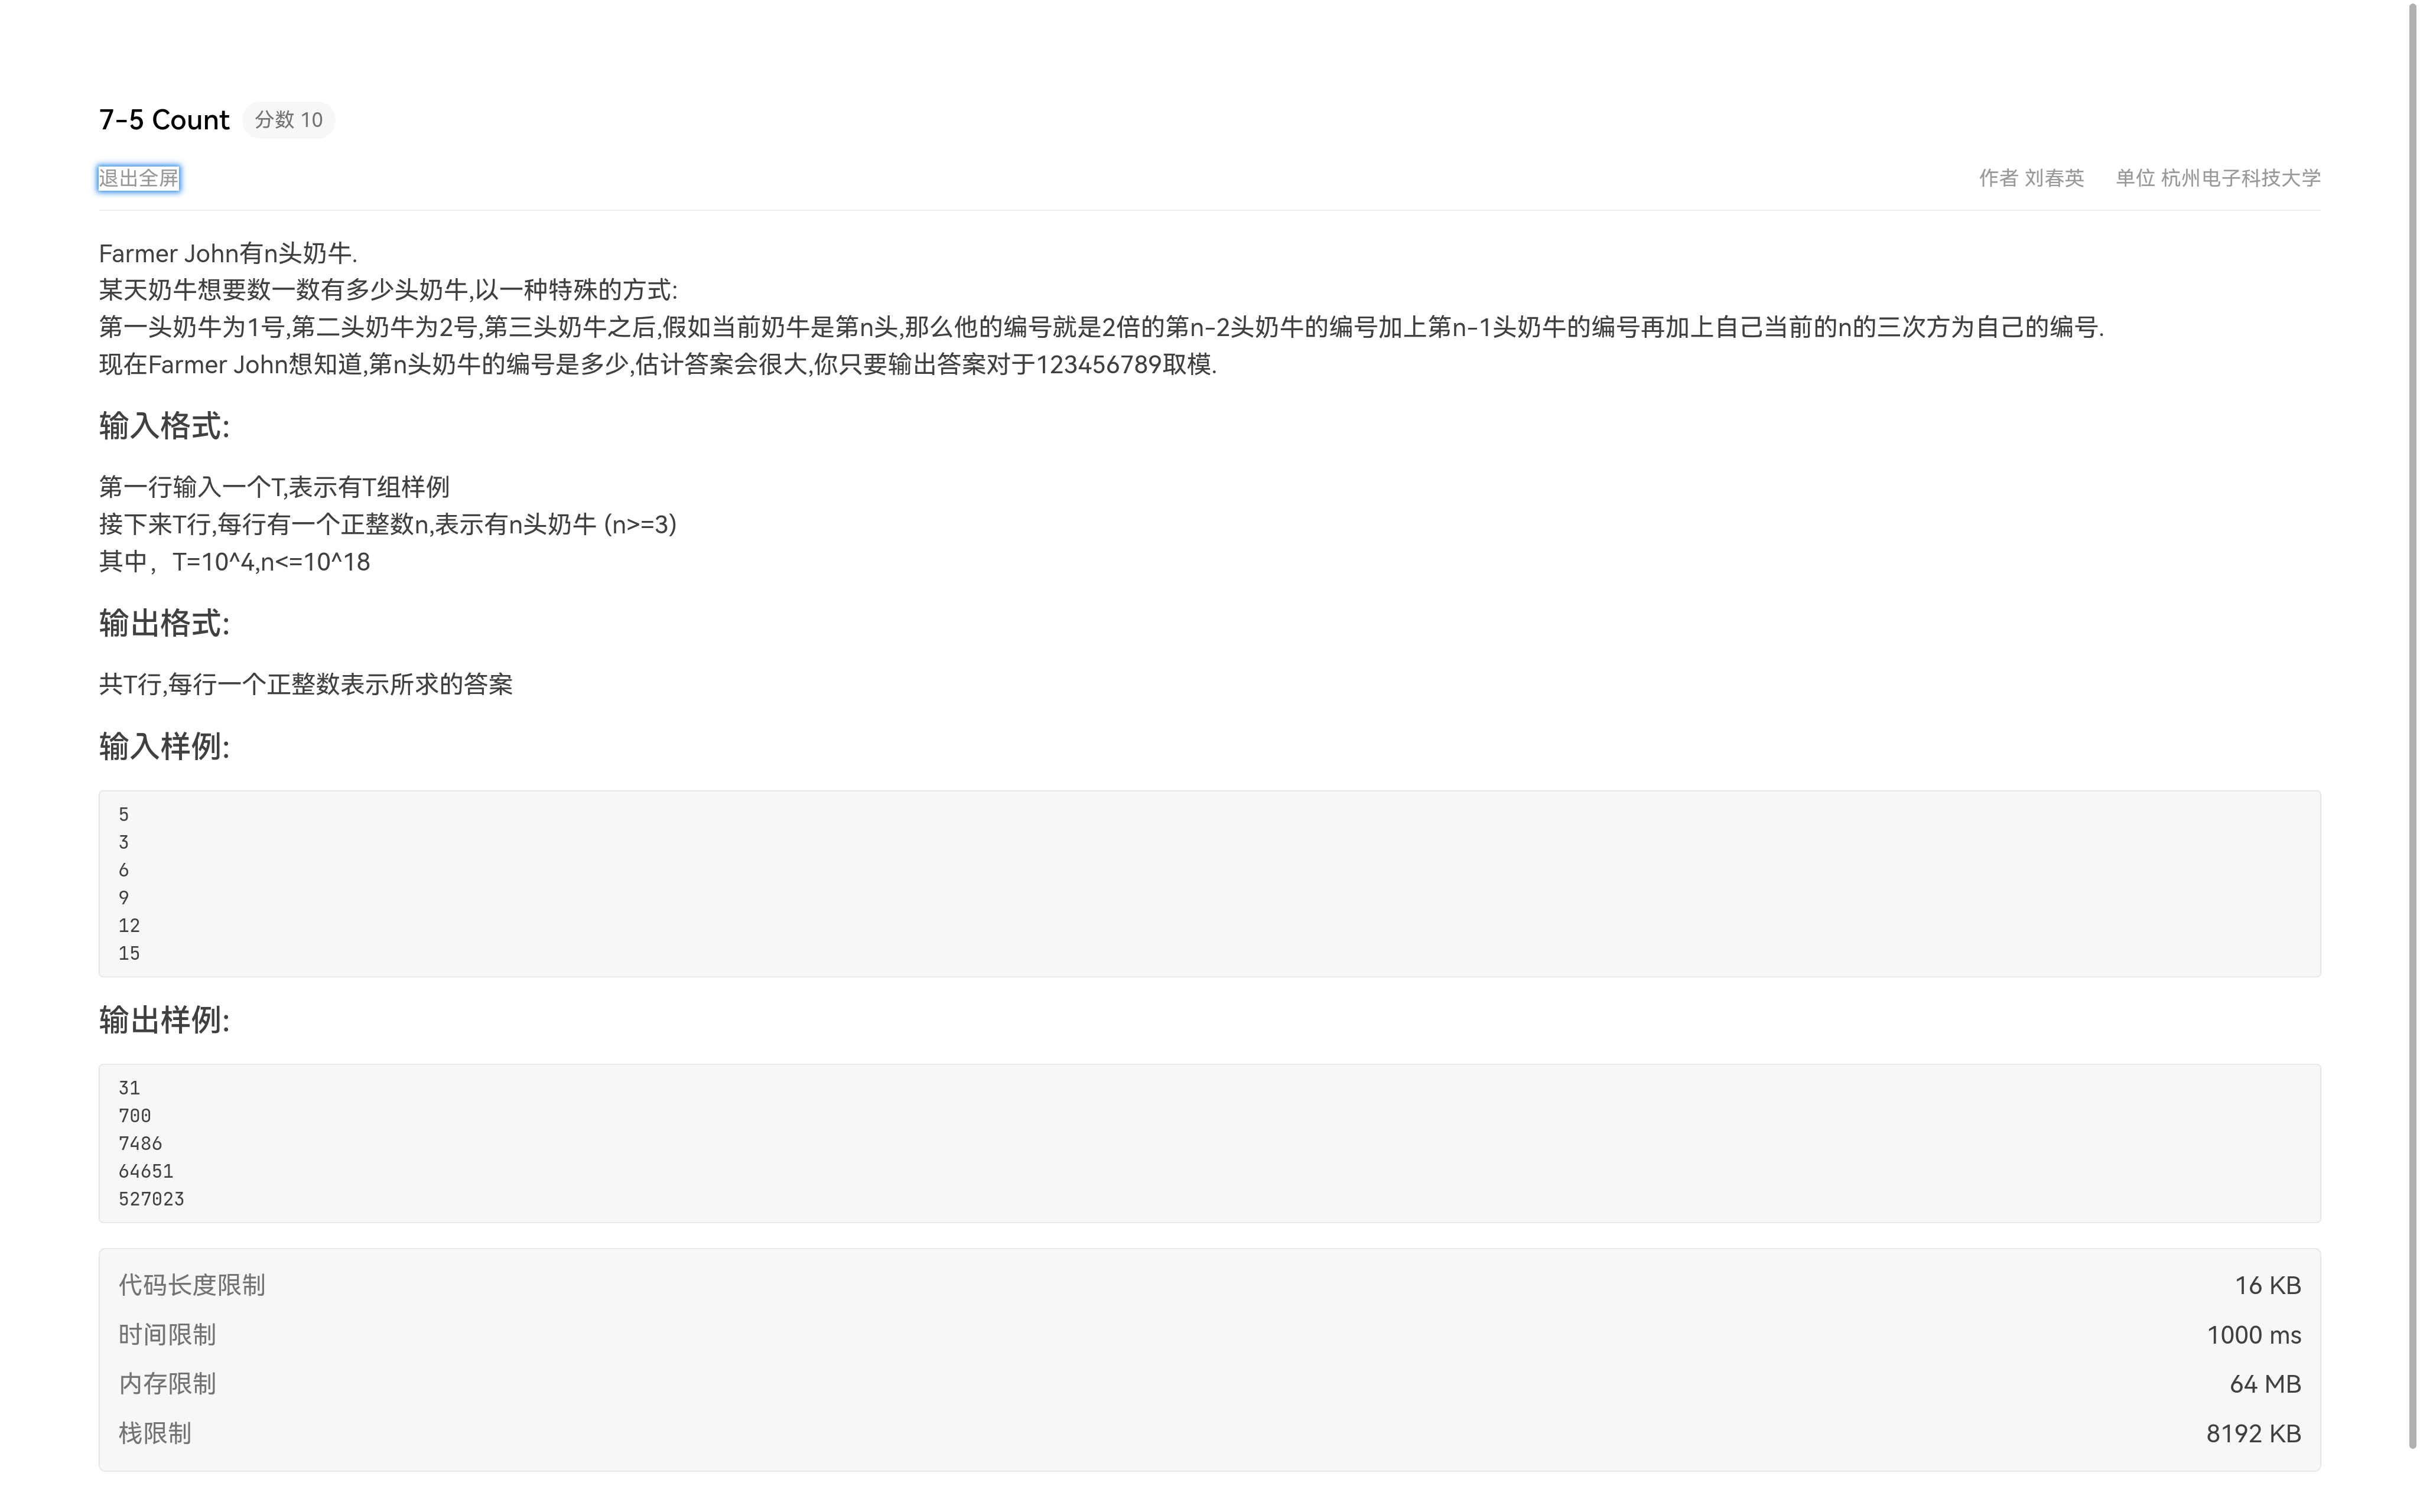 7-5 Count 分数 10
退出全屏 作者 刘春英 单位 杭州电子科技大学
Farmer John有n头奶牛.
某天奶牛想要数一数有多少头奶牛,以一种特殊的方式:
第一头奶牛为1号,第二头奶牛为2号,第三头奶牛之后,假如当前奶牛是第n头,那么他的编号就是2倍的第n-2头奶牛的编号加上第n-1头奶牛的编号再加上自己当前的n的三次方为自己的编号.
现在Farmer John想知道,第n头奶牛的编号是多少,估计答案会很大,你只要输出答案对于123456789取模.
输入格式:
第一行输入一个T,表示有T组样例
接下来T行,每行有一个正整数n,表示有n头奶牛 (n>=3)
其中，T=10^4,n<=10^18
输出格式:
共T行,每行一个正整数表示所求的答案
输入样例:
5
3
6
9
12
15
输出样例:
31
700
7486
64651
527023
代码长度限制 16 KB
时间限制 1000 ms
内存限制 64 MB
栈限制 8192 KB